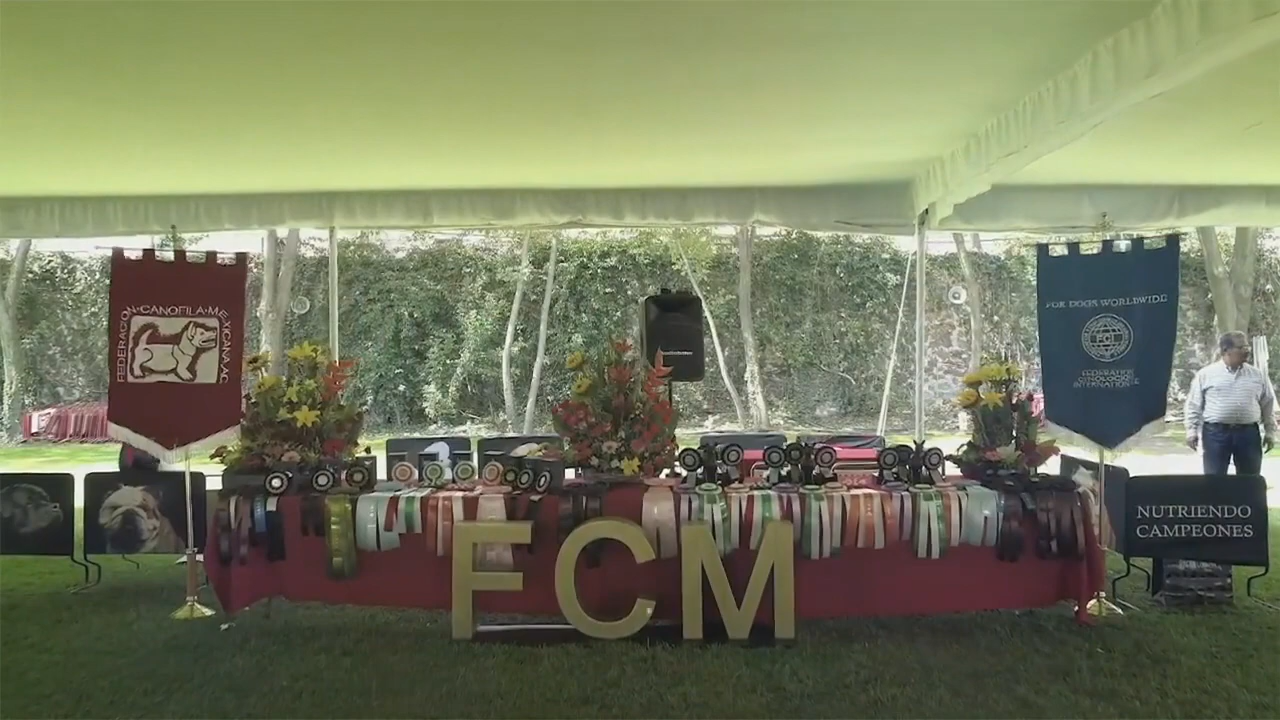 FEDERACION·CANOFILA·MEXICANA,AC
FOR DOGS WORLDWIDE
FCI
FEDERATION
CYNOLOGIQUE
INTERNATIONALE
NUTRIENDO
CAMPEONES
FCM